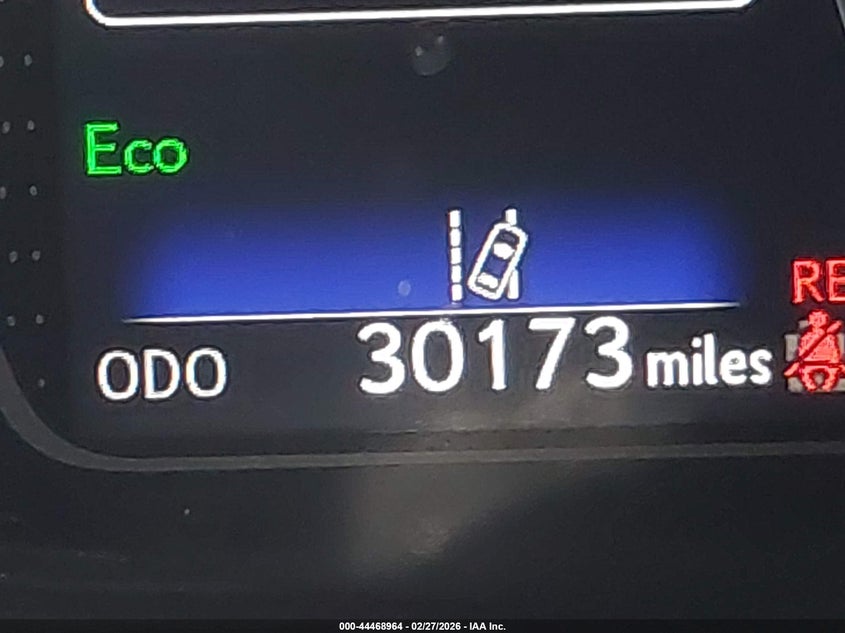 Eco
RE
ODO 30173 miles
000-44468964 - 02/27/2026 - IAA Inc.